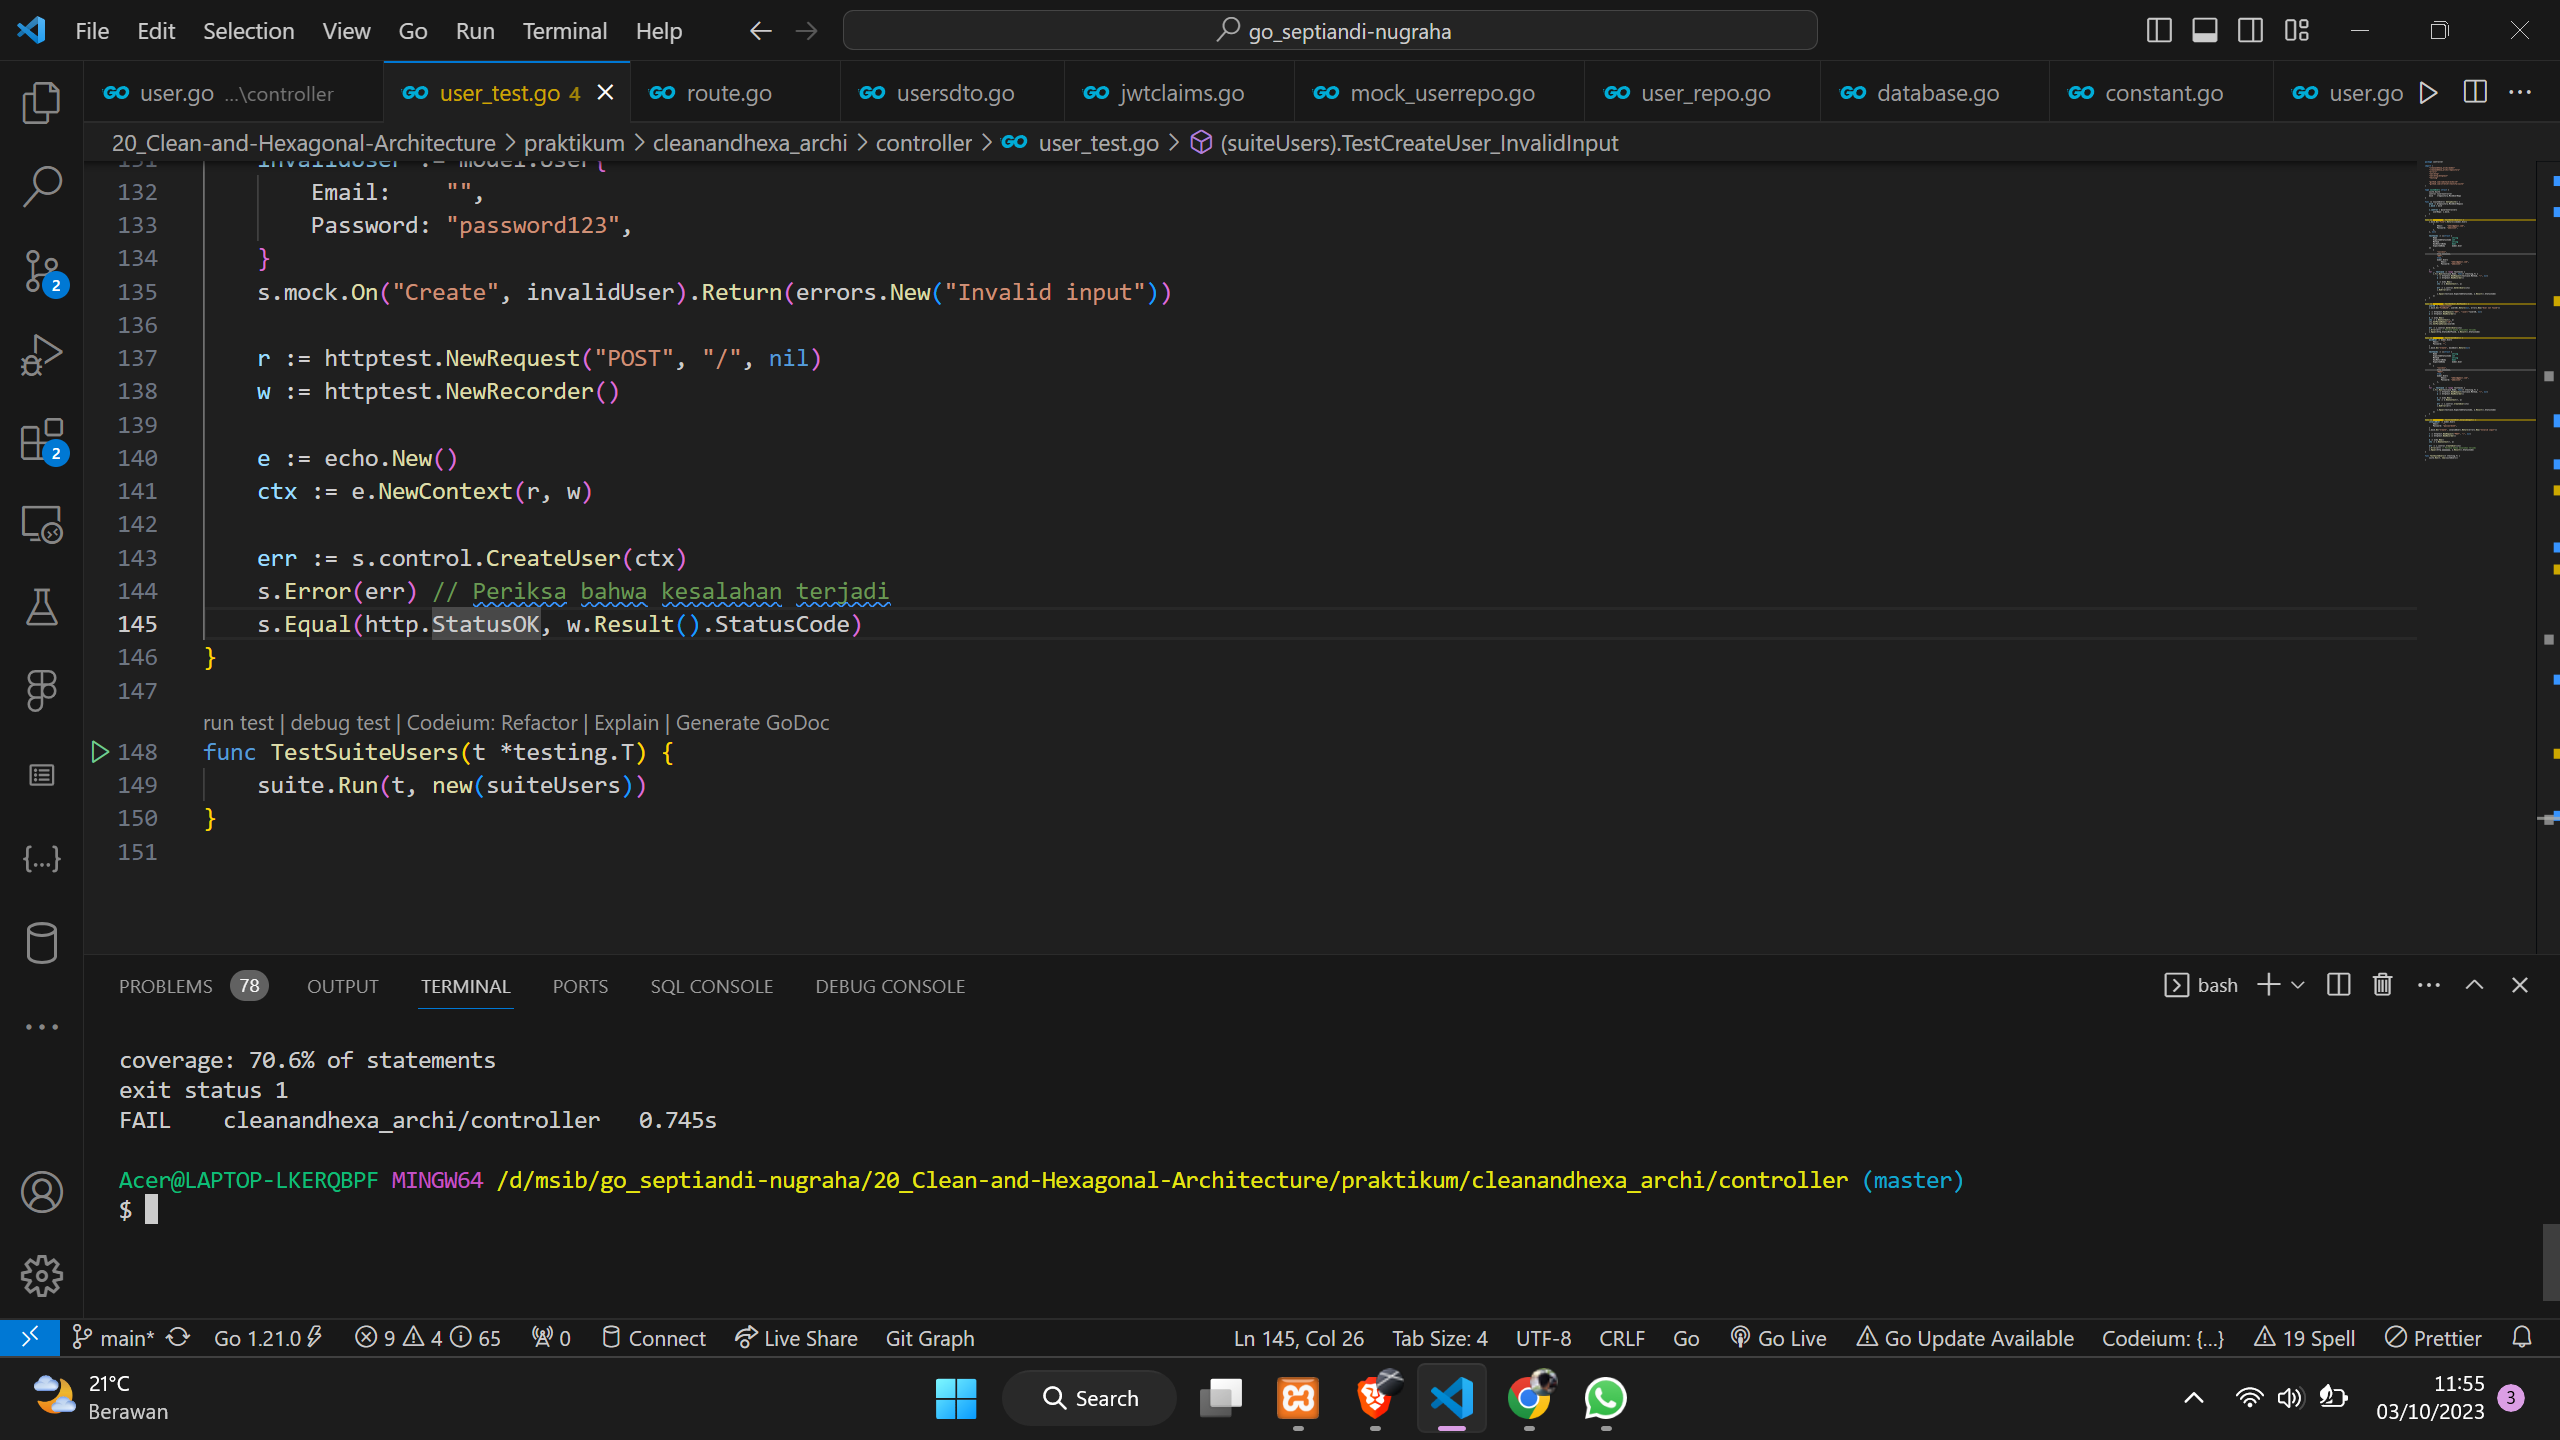 File Edit Selection View Go Run Terminal Help
go_septiandi-nugraha
user.go ...\controller
user_test.go 4
route.go
usersdto.go
jwtclaims.go
mock_userrepo.go
user_repo.go
database.go
constant.go
user.go
20_Clean-and-Hexagonal-Architecture > praktikum > cleanandhexa_archi > controller > user_test.go > (suiteUsers).TestCreateUser_InvalidInput
131 invalidUser := model.User{
132 Email: "",
133 Password: "password123",
134 }
135 s.mock.On("Create", invalidUser).Return(errors.New("Invalid input"))
136
137 r := httptest.NewRequest("POST", "/", nil)
138 w := httptest.NewRecorder()
139
140 e := echo.New()
141 ctx := e.NewContext(r, w)
142
143 err := s.control.CreateUser(ctx)
144 s.Error(err) // Periksa bahwa kesalahan terjadi
145 s.Equal(http.StatusOK, w.Result().StatusCode)
146 }
147
run test | debug test | Codeium: Refactor | Explain | Generate GoDoc
148 func TestSuiteUsers(t *testing.T) {
149 suite.Run(t, new(suiteUsers))
150 }
151
2
2
PROBLEMS 78 OUTPUT TERMINAL PORTS SQL CONSOLE DEBUG CONSOLE
bash
coverage: 70.6% of statements
exit status 1
FAIL cleanandhexa_archi/controller 0.745s
Acer@LAPTOP-LKERQBPF MINGW64 /d/msib/go_septiandi-nugraha/20_Clean-and-Hexagonal-Architecture/praktikum/cleanandhexa_archi/controller (master)
$
main* Go 1.21.0 9 4 65 0 Connect Live Share Git Graph
Ln 145, Col 26 Tab Size: 4 UTF-8 CRLF Go Go Live Go Update Available Codeium: {...} 19 Spell Prettier
21°C
Berawan
Search
11:55
03/10/2023
3